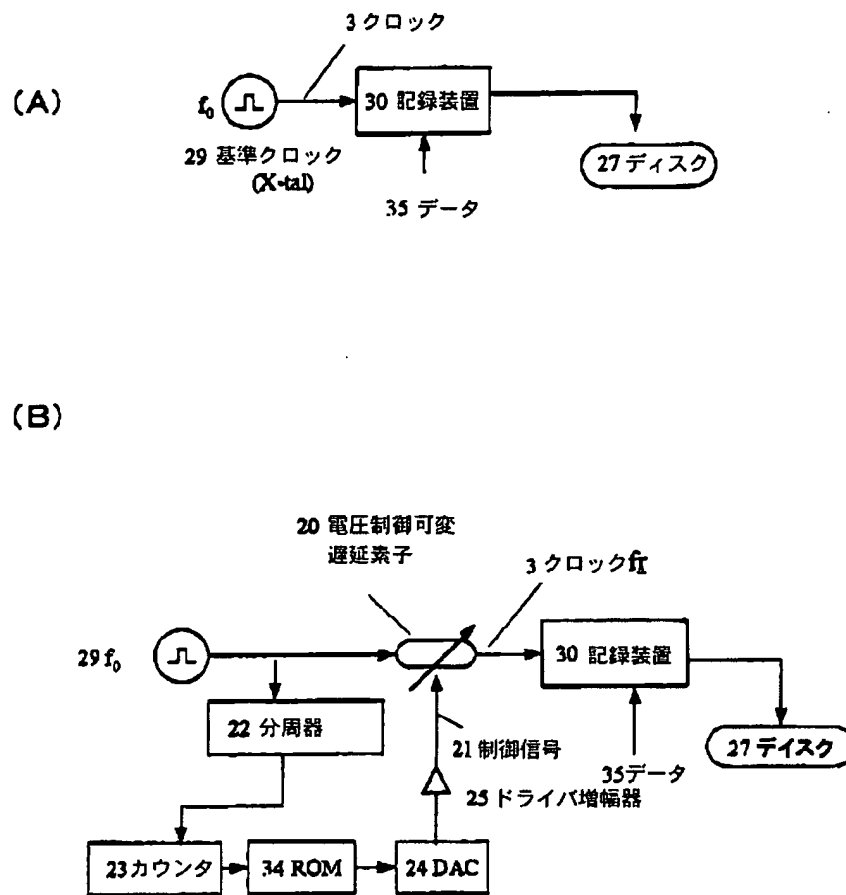 3 クロック
(A)
f₀
30 記録装置
29 基準クロック
(X-tal)
27 ディスク
35 データ
(B)
20 電圧制御可変
遅延素子
3 クロックfI
29 f₀
30 記録装置
22 分周器
21 制御信号
35データ
27 デイスク
25 ドライバ増幅器
23カウンタ
34 ROM
24 DAC